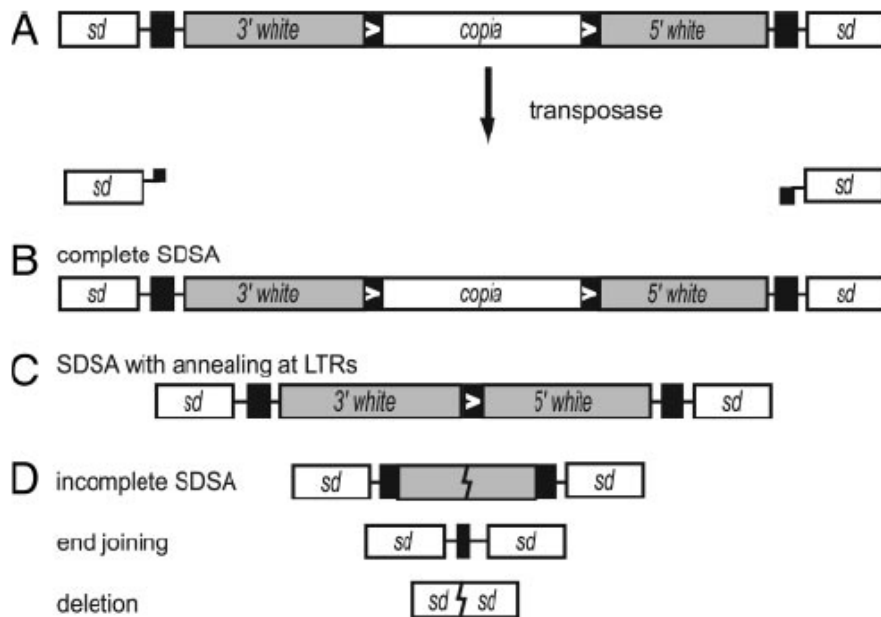 A sd 3' white > copia > 5' white sd
transposase
sd sd
B complete SDSA
sd 3' white > copia > 5' white sd
C SDSA with annealing at LTRs
sd 3' white > 5' white sd
D incomplete SDSA sd sd
end joining sd sd
deletion sd sd